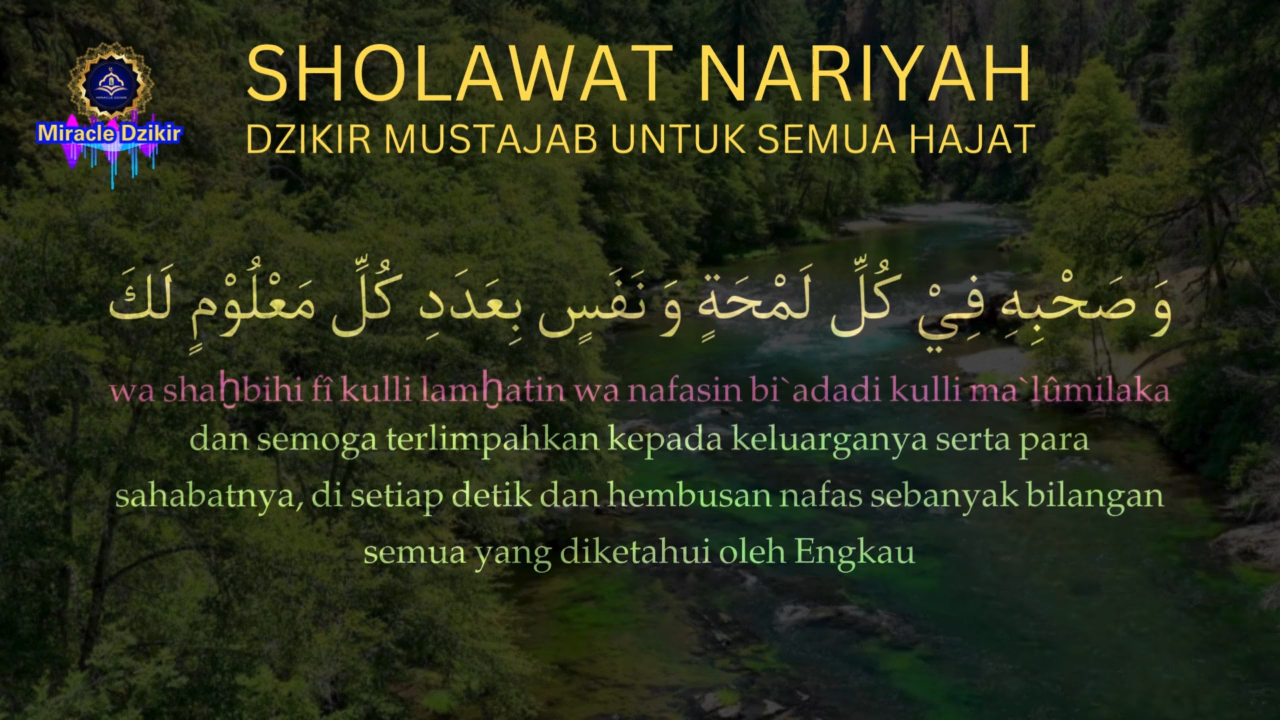 SHOLAWAT NARIYAH
DZIKIR MUSTAJAB UNTUK SEMUA HAJAT
Miracle Dzikir
وَ صَحْبِهِ فِيْ كُلِّ لَمْحَةٍ وَ نَفَسٍ بِعَدَدِ كُلِّ مَعْلُوْمٍ لَكَ
wa shaẖbihi fî kulli lamẖatin wa nafasin bi`adadi kulli ma`lûmilaka
dan semoga terlimpahkan kepada keluarganya serta para
sahabatnya, di setiap detik dan hembusan nafas sebanyak bilangan
semua yang diketahui oleh Engkau